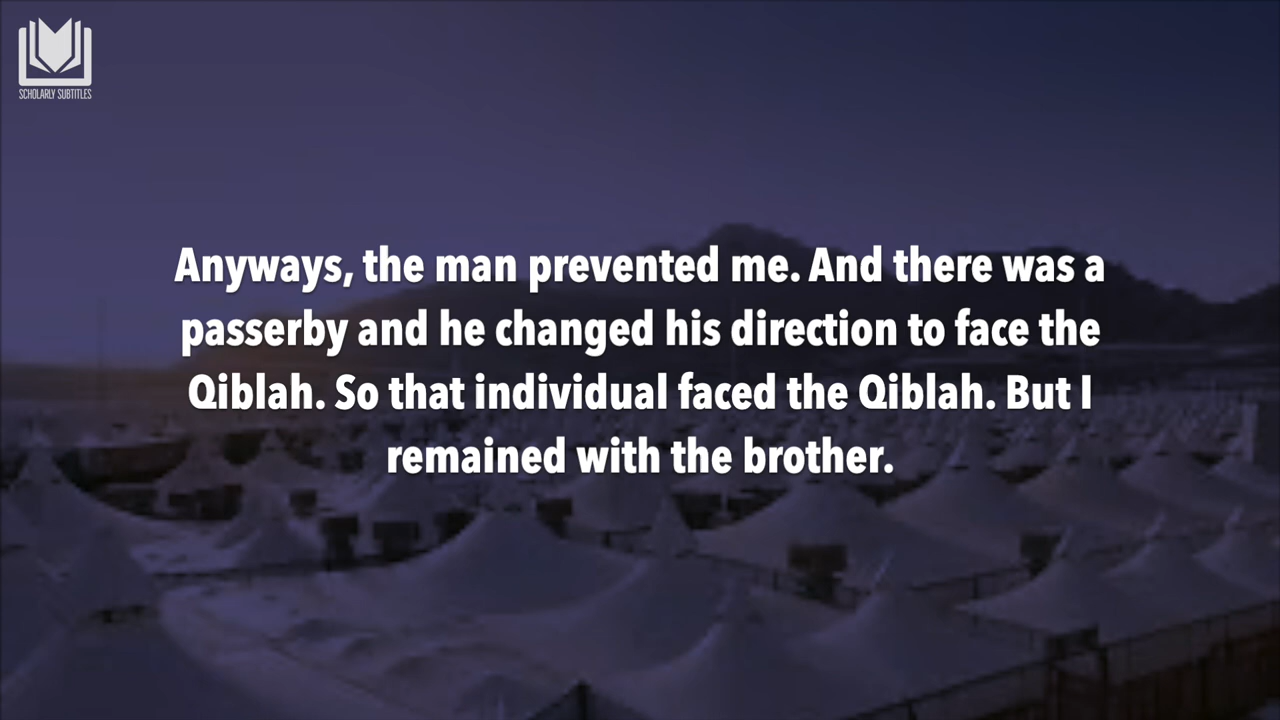 SCHOLARLY SUBTITLES
Anyways, the man prevented me. And there was a
passerby and he changed his direction to face the
Qiblah. So that individual faced the Qiblah. But I
remained with the brother.